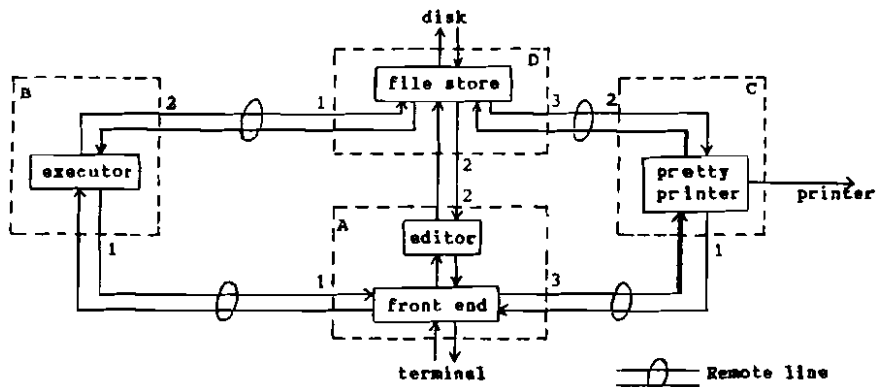 disk
D
file store
B
2
1
3
2
C
executor
pretty
printer
printer
2
2
A
editor
1
1
3
1
front end
terminal
Remote line